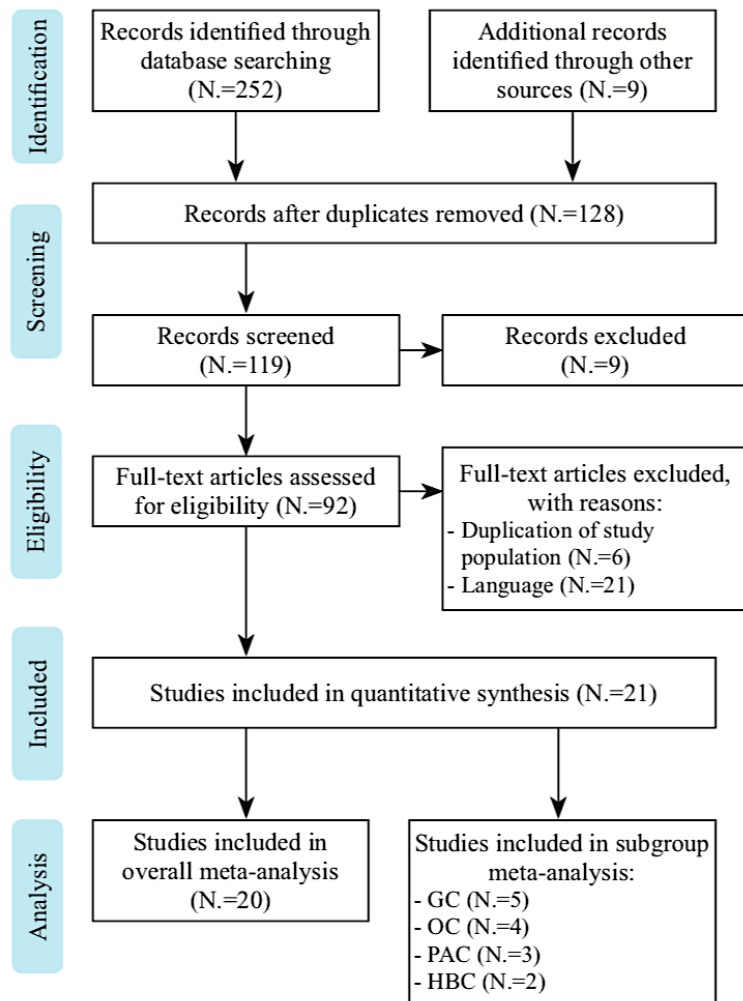 Identification
Records identified through
database searching
(N.=252)
Additional records
identified through other
sources (N.=9)
Records after duplicates removed (N.=128)
Screening
Records screened
(N.=119)
Records excluded
(N.=9)
Eligibility
Full-text articles assessed
for eligibility (N.=92)
Full-text articles excluded,
with reasons:
- Duplication of study
population (N.=6)
- Language (N.=21)
Included
Studies included in quantitative synthesis (N.=21)
Analysis
Studies included in
overall meta-analysis
(N.=20)
Studies included in subgroup
meta-analysis:
- GC (N.=5)
- OC (N.=4)
- PAC (N.=3)
- HBC (N.=2)